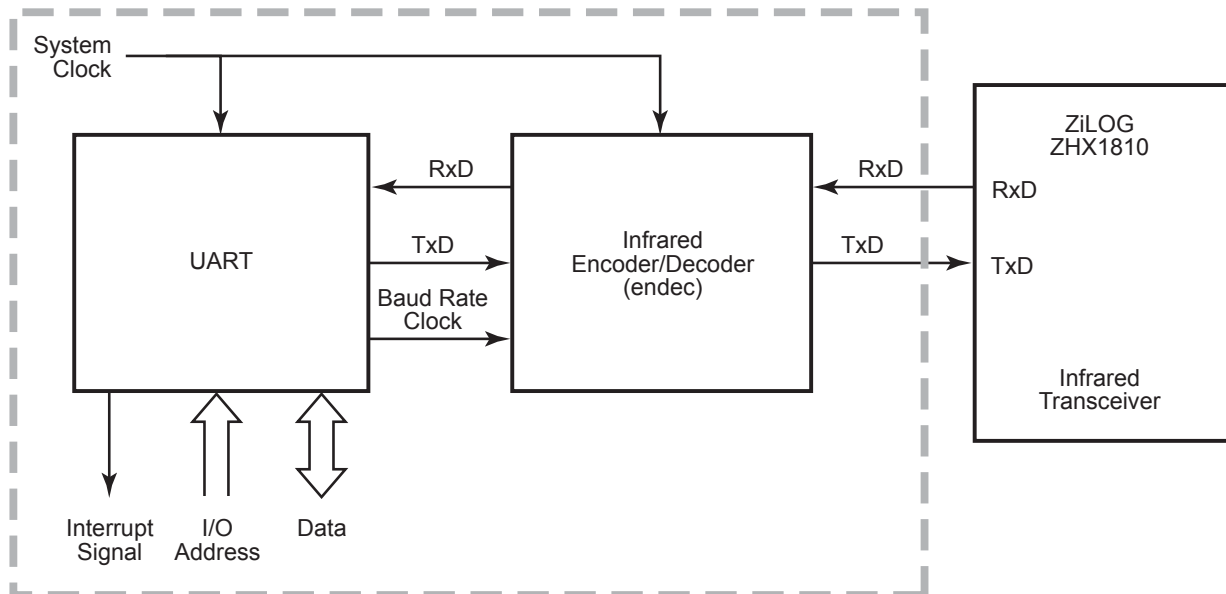 System
Clock
ZiLOG
ZHX1810
RxD
RxD
RxD
UART
TxD
Infrared
Encoder/Decoder
(endec)
TxD
TxD
Baud Rate
Clock
Infrared
Transceiver
Interrupt
Signal
I/O
Address
Data